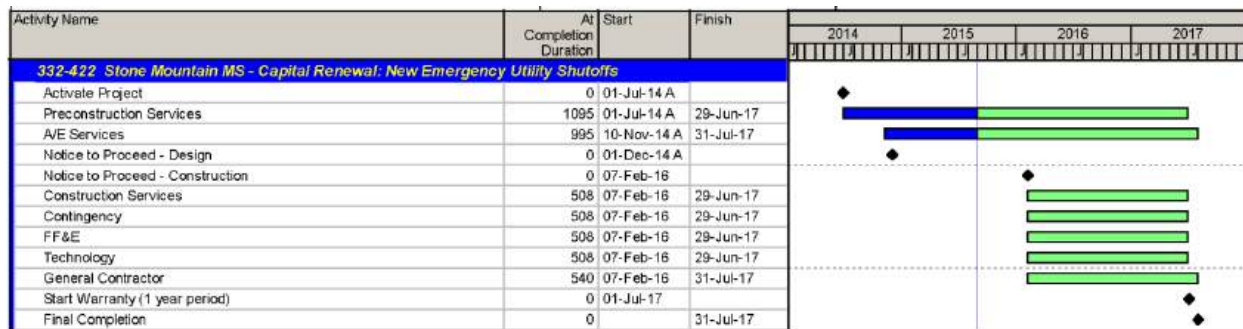 Activity Name At Completion Duration Start Finish
2014 2015 2016 2017
J J J J J J J J
332-422 Stone Mountain MS - Capital Renewal: New Emergency Utility Shutoffs
Activate Project 0 01-Jul-14 A
Preconstruction Services 1095 01-Jul-14 A 29-Jun-17
A/E Services 995 10-Nov-14 A 31-Jul-17
Notice to Proceed - Design 0 01-Dec-14 A
Notice to Proceed - Construction 0 07-Feb-16
Construction Services 508 07-Feb-16 29-Jun-17
Contingency 508 07-Feb-16 29-Jun-17
FF&E 508 07-Feb-16 29-Jun-17
Technology 508 07-Feb-16 29-Jun-17
General Contractor 540 07-Feb-16 31-Jul-17
Start Warranty (1 year period) 0 01-Jul-17
Final Completion 0 31-Jul-17